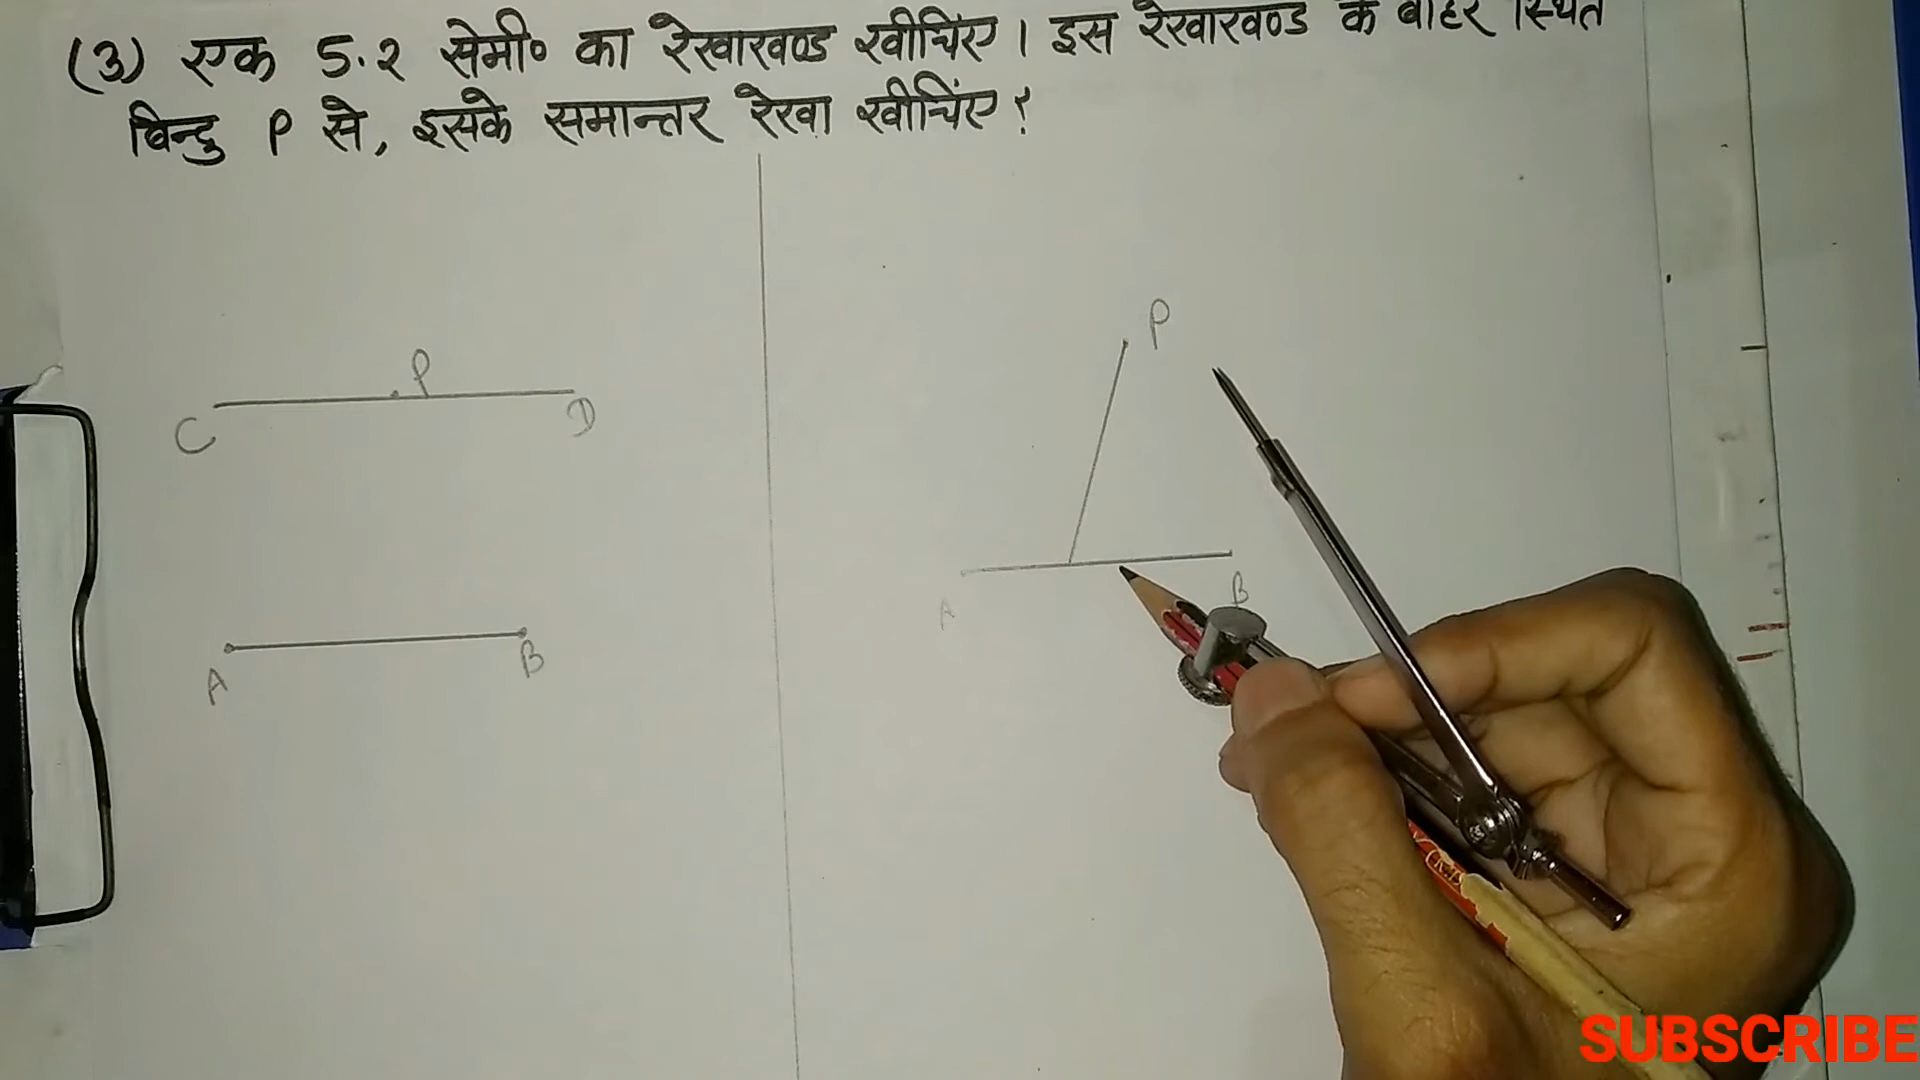 (3) एक 5.2 सेमी० का रेखाखण्ड खींचिंए। इस रेखाखण्ड के बाहर स्थित
बिन्दु P से, इसके समान्तर रेखा खींचिंए?
P
C D
A B
P
A B
SUBSCRIBE